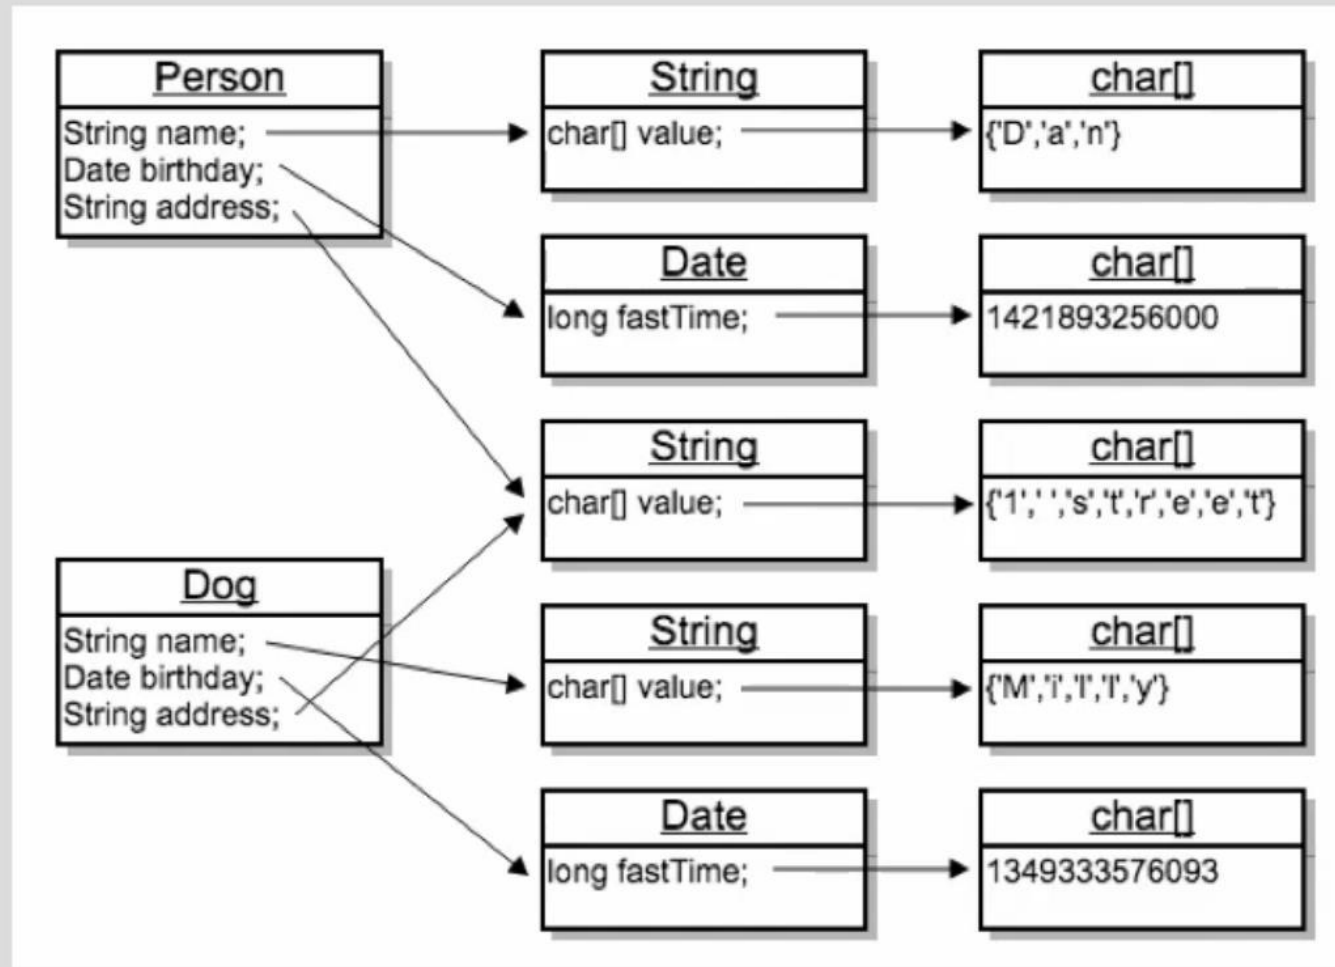 Person
String name;
Date birthday;
String address;
String
char[] value;
char[]
{'D','a','n'}
Date
long fastTime;
char[]
1421893256000
String
char[] value;
char[]
{'1',' ','s','t','r','e','e','t'}
Dog
String name;
Date birthday;
String address;
String
char[] value;
char[]
{'M','i','l','l','y'}
Date
long fastTime;
char[]
1349333576093